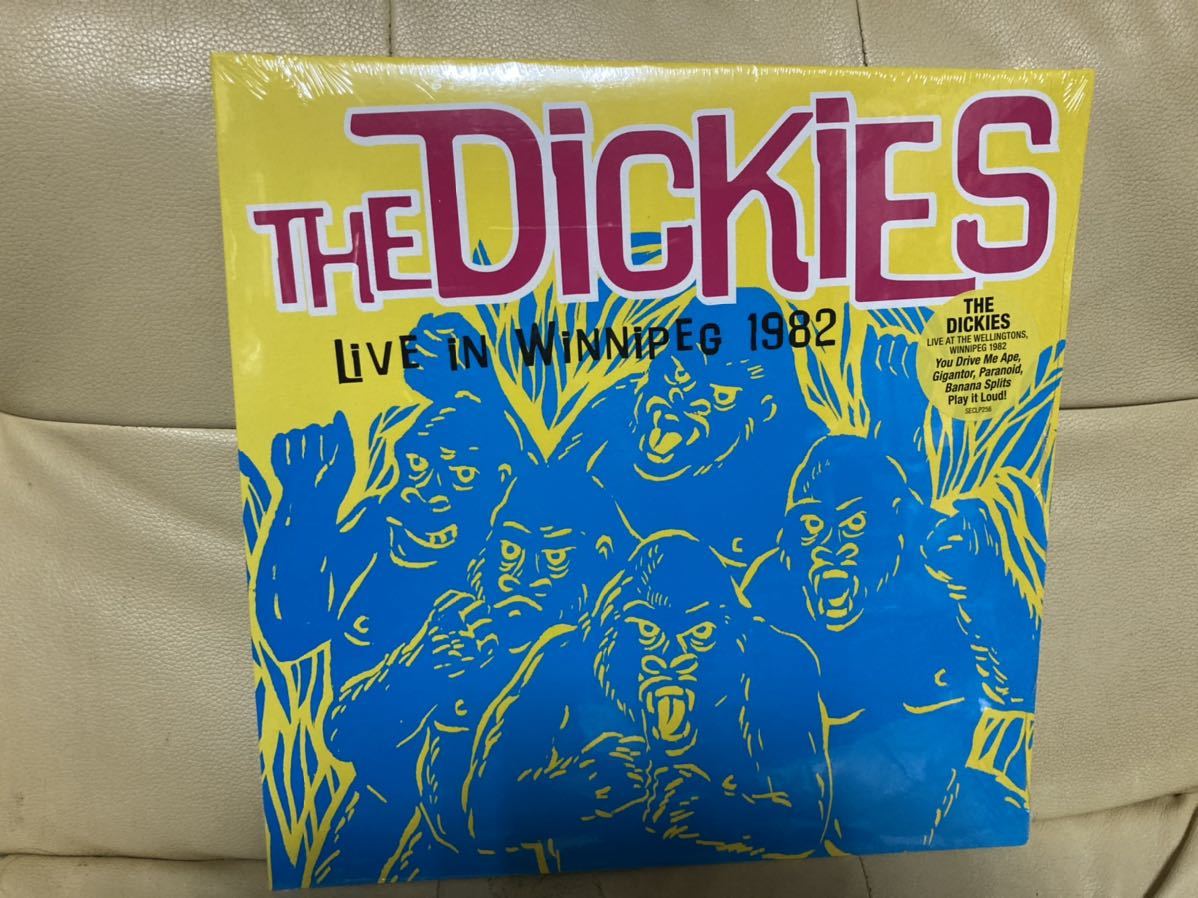 THE DiCKiES
LiVE iN WiNNiPEG 1982
THE
DICKIES
LIVE AT THE WELLINGTONS,
WINNIPEG 1982
You Drive Me Ape,
Gigantor, Paranoid,
Banana Splits
Play it Loud!
SECLP256